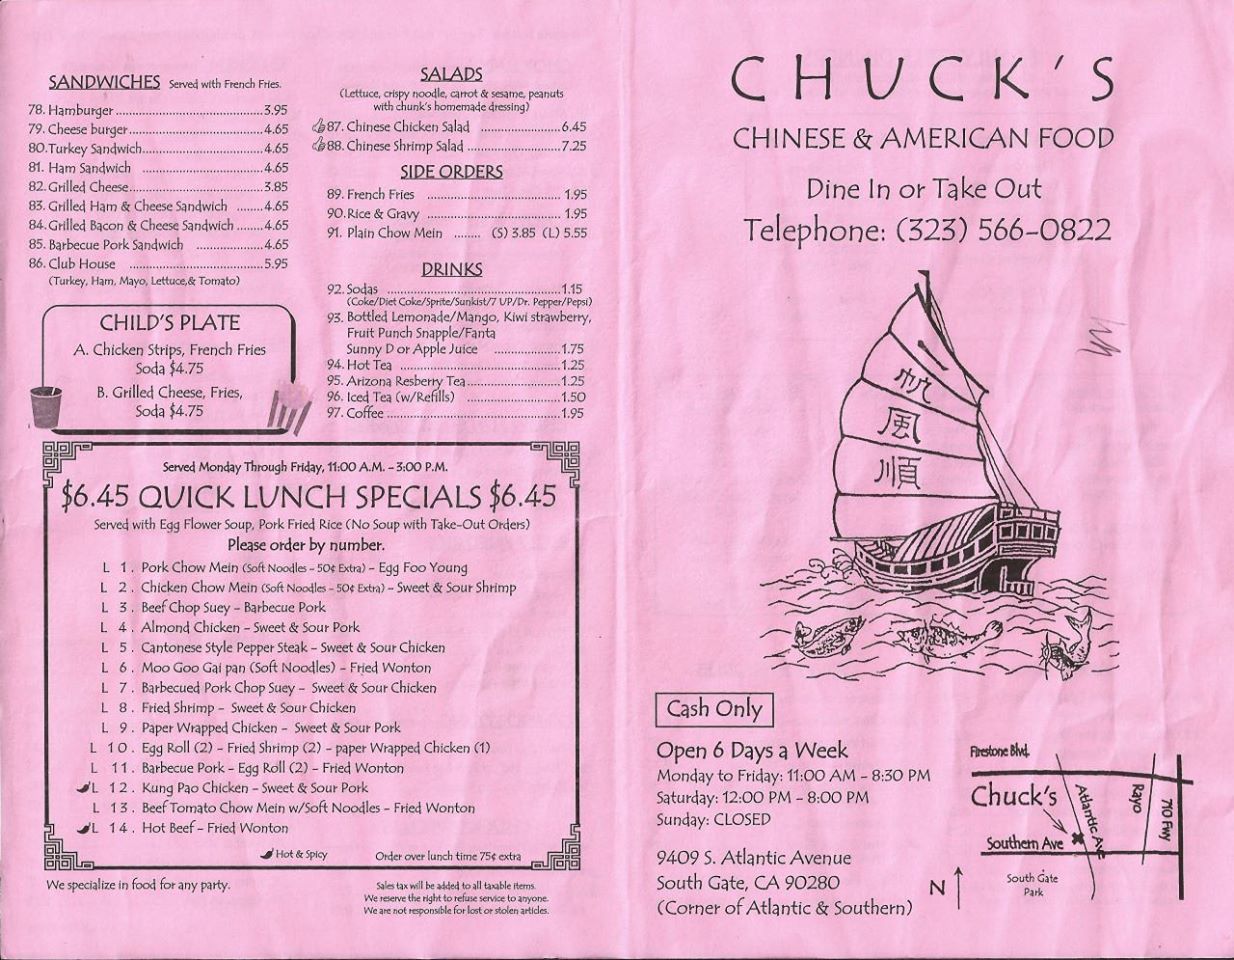 SANDWICHES Served with French Fries.
78. Hamburger ........ 3.95
79. Cheese burger ........ 4.65
80. Turkey Sandwich ........ 4.65
81. Ham Sandwich ........ 4.65
82. Grilled Cheese ........ 3.85
83. Grilled Ham & Cheese Sandwich ........ 4.65
84. Grilled Bacon & Cheese Sandwich ........ 4.65
85. Barbecue Pork Sandwich ........ 4.65
86. Club House ........ 5.95
(Turkey, Ham, Mayo, Lettuce,& Tomato)
CHILD'S PLATE
A. Chicken Strips, French Fries
Soda $4.75
B. Grilled Cheese, Fries,
Soda $4.75
SALADS
(Lettuce, crispy noodle, carrot & sesame, peanuts
with chunk's homemade dressing)
87. Chinese Chicken Salad ........ 6.45
88. Chinese Shrimp Salad ........ 7.25
SIDE ORDERS
89. French Fries ........ 1.95
90. Rice & Gravy ........ 1.95
91. Plain Chow Mein ........ (S) 3.85 (L) 5.55
DRINKS
92. Sodas ........ 1.15
(Coke/Diet Coke/Sprite/Sunkist/7 UP/Dr. Pepper/Pepsi)
93. Bottled Lemonade/Mango, Kiwi strawberry,
Fruit Punch Snapple/Fanta
Sunny D or Apple Juice ........ 1.75
94. Hot Tea ........ 1.25
95. Arizona Resberry Tea ........ 1.25
96. Iced Tea (w/Refills) ........ 1.50
97. Coffee ........ 1.95
Served Monday Through Friday, 11:00 A.M. - 3:00 P.M.
$6.45 QUICK LUNCH SPECIALS $6.45
Served with Egg Flower Soup, Pork Fried Rice (No Soup with Take-Out Orders)
Please order by number.
L 1. Pork Chow Mein (Soft Noodles - 50¢ Extra) - Egg Foo Young
L 2. Chicken Chow Mein (Soft Noodles - 50¢ Extra) - Sweet & Sour Shrimp
L 3. Beef Chop Suey - Barbecue Pork
L 4. Almond Chicken - Sweet & Sour Pork
L 5. Cantonese Style Pepper Steak - Sweet & Sour Chicken
L 6. Moo Goo Gai pan (Soft Noodles) - Fried Wonton
L 7. Barbecued Pork Chop Suey - Sweet & Sour Chicken
L 8. Fried Shrimp - Sweet & Sour Chicken
L 9. Paper Wrapped Chicken - Sweet & Sour Pork
L 10. Egg Roll (2) - Fried Shrimp (2) - paper Wrapped Chicken (1)
L 11. Barbecue Pork - Egg Roll (2) - Fried Wonton
L 12. Kung Pao Chicken - Sweet & Sour Pork
L 13. Beef Tomato Chow Mein w/Soft Noodles - Fried Wonton
L 14. Hot Beef - Fried Wonton
Hot & Spicy Order over lunch time 75¢ extra
We specialize in food for any party.
Sales tax will be added to all taxable items.
We reserve the right to refuse service to anyone.
We are not responsible for lost or stolen articles.
CHUCK'S
CHINESE & AMERICAN FOOD
Dine In or Take Out
Telephone: (323) 566-0822
一
帆
風
順
Cash Only
Open 6 Days a Week
Monday to Friday: 11:00 AM - 8:30 PM
Saturday: 12:00 PM - 8:00 PM
Sunday: CLOSED
9409 S. Atlantic Avenue
South Gate, CA 90280
(Corner of Atlantic & Southern)
Firestone Blvd.
Chuck's
Atlantic Ave
Rayo
710 Fwy
Southern Ave
South Gate
Park
N